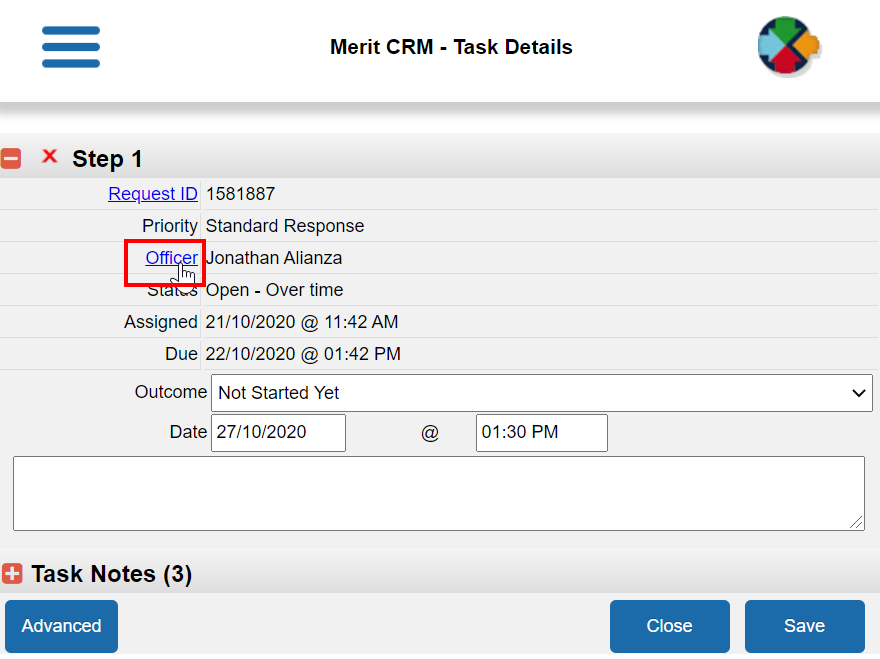 Merit CRM - Task Details
Step 1
Request ID 1581887
Priority Standard Response
Officer Jonathan Alianza
Status Open - Over time
Assigned 21/10/2020 @ 11:42 AM
Due 22/10/2020 @ 01:42 PM
Outcome Not Started Yet
Date 27/10/2020 @ 01:30 PM
Task Notes (3)
Advanced Close Save